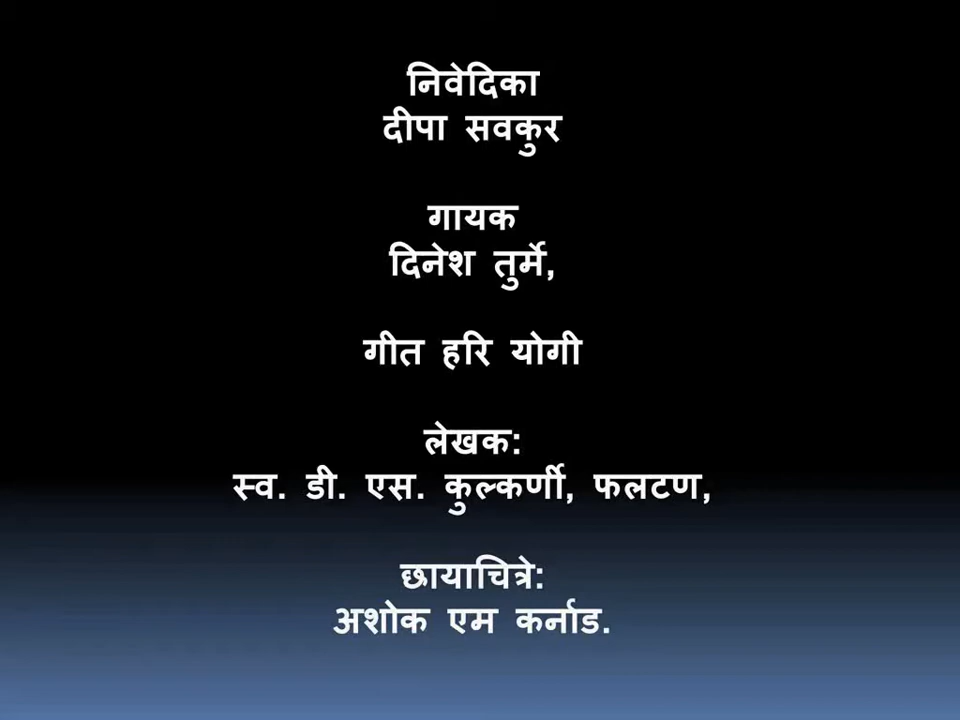 निवेदिका
दीपा सवकुर
गायक
दिनेश तुर्मे,
गीत हरि योगी
लेखक:
स्व. डी. एस. कुल्कर्णी, फलटण,
छायाचित्रे:
अशोक एम कर्नाड.